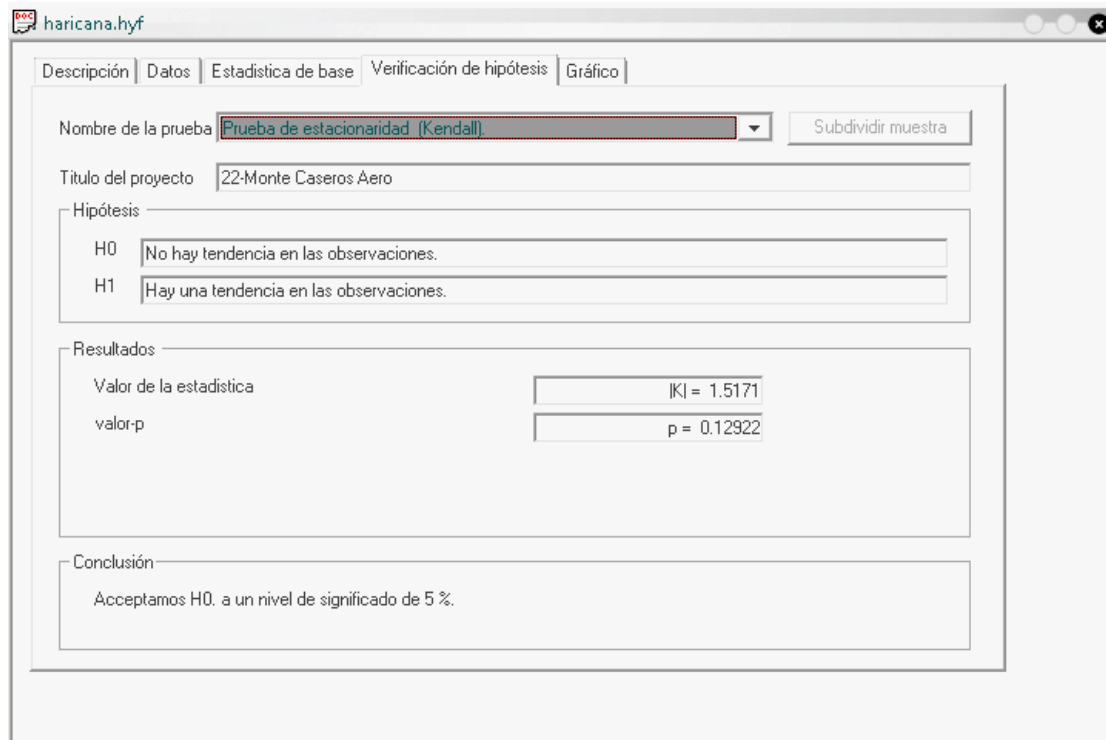 DOC
haricana.hyf
Descripción Datos Estadistica de base Verificación de hipótesis Gráfico
Nombre de la prueba Prueba de estacionaridad (Kendall). Subdividir muestra
Titulo del proyecto 22-Monte Caseros Aero
Hipótesis
H0 No hay tendencia en las observaciones.
H1 Hay una tendencia en las observaciones.
Resultados
Valor de la estadistica |K| = 1.5171
valor-p p = 0.12922
Conclusión
Acceptamos H0. a un nivel de significado de 5 %.